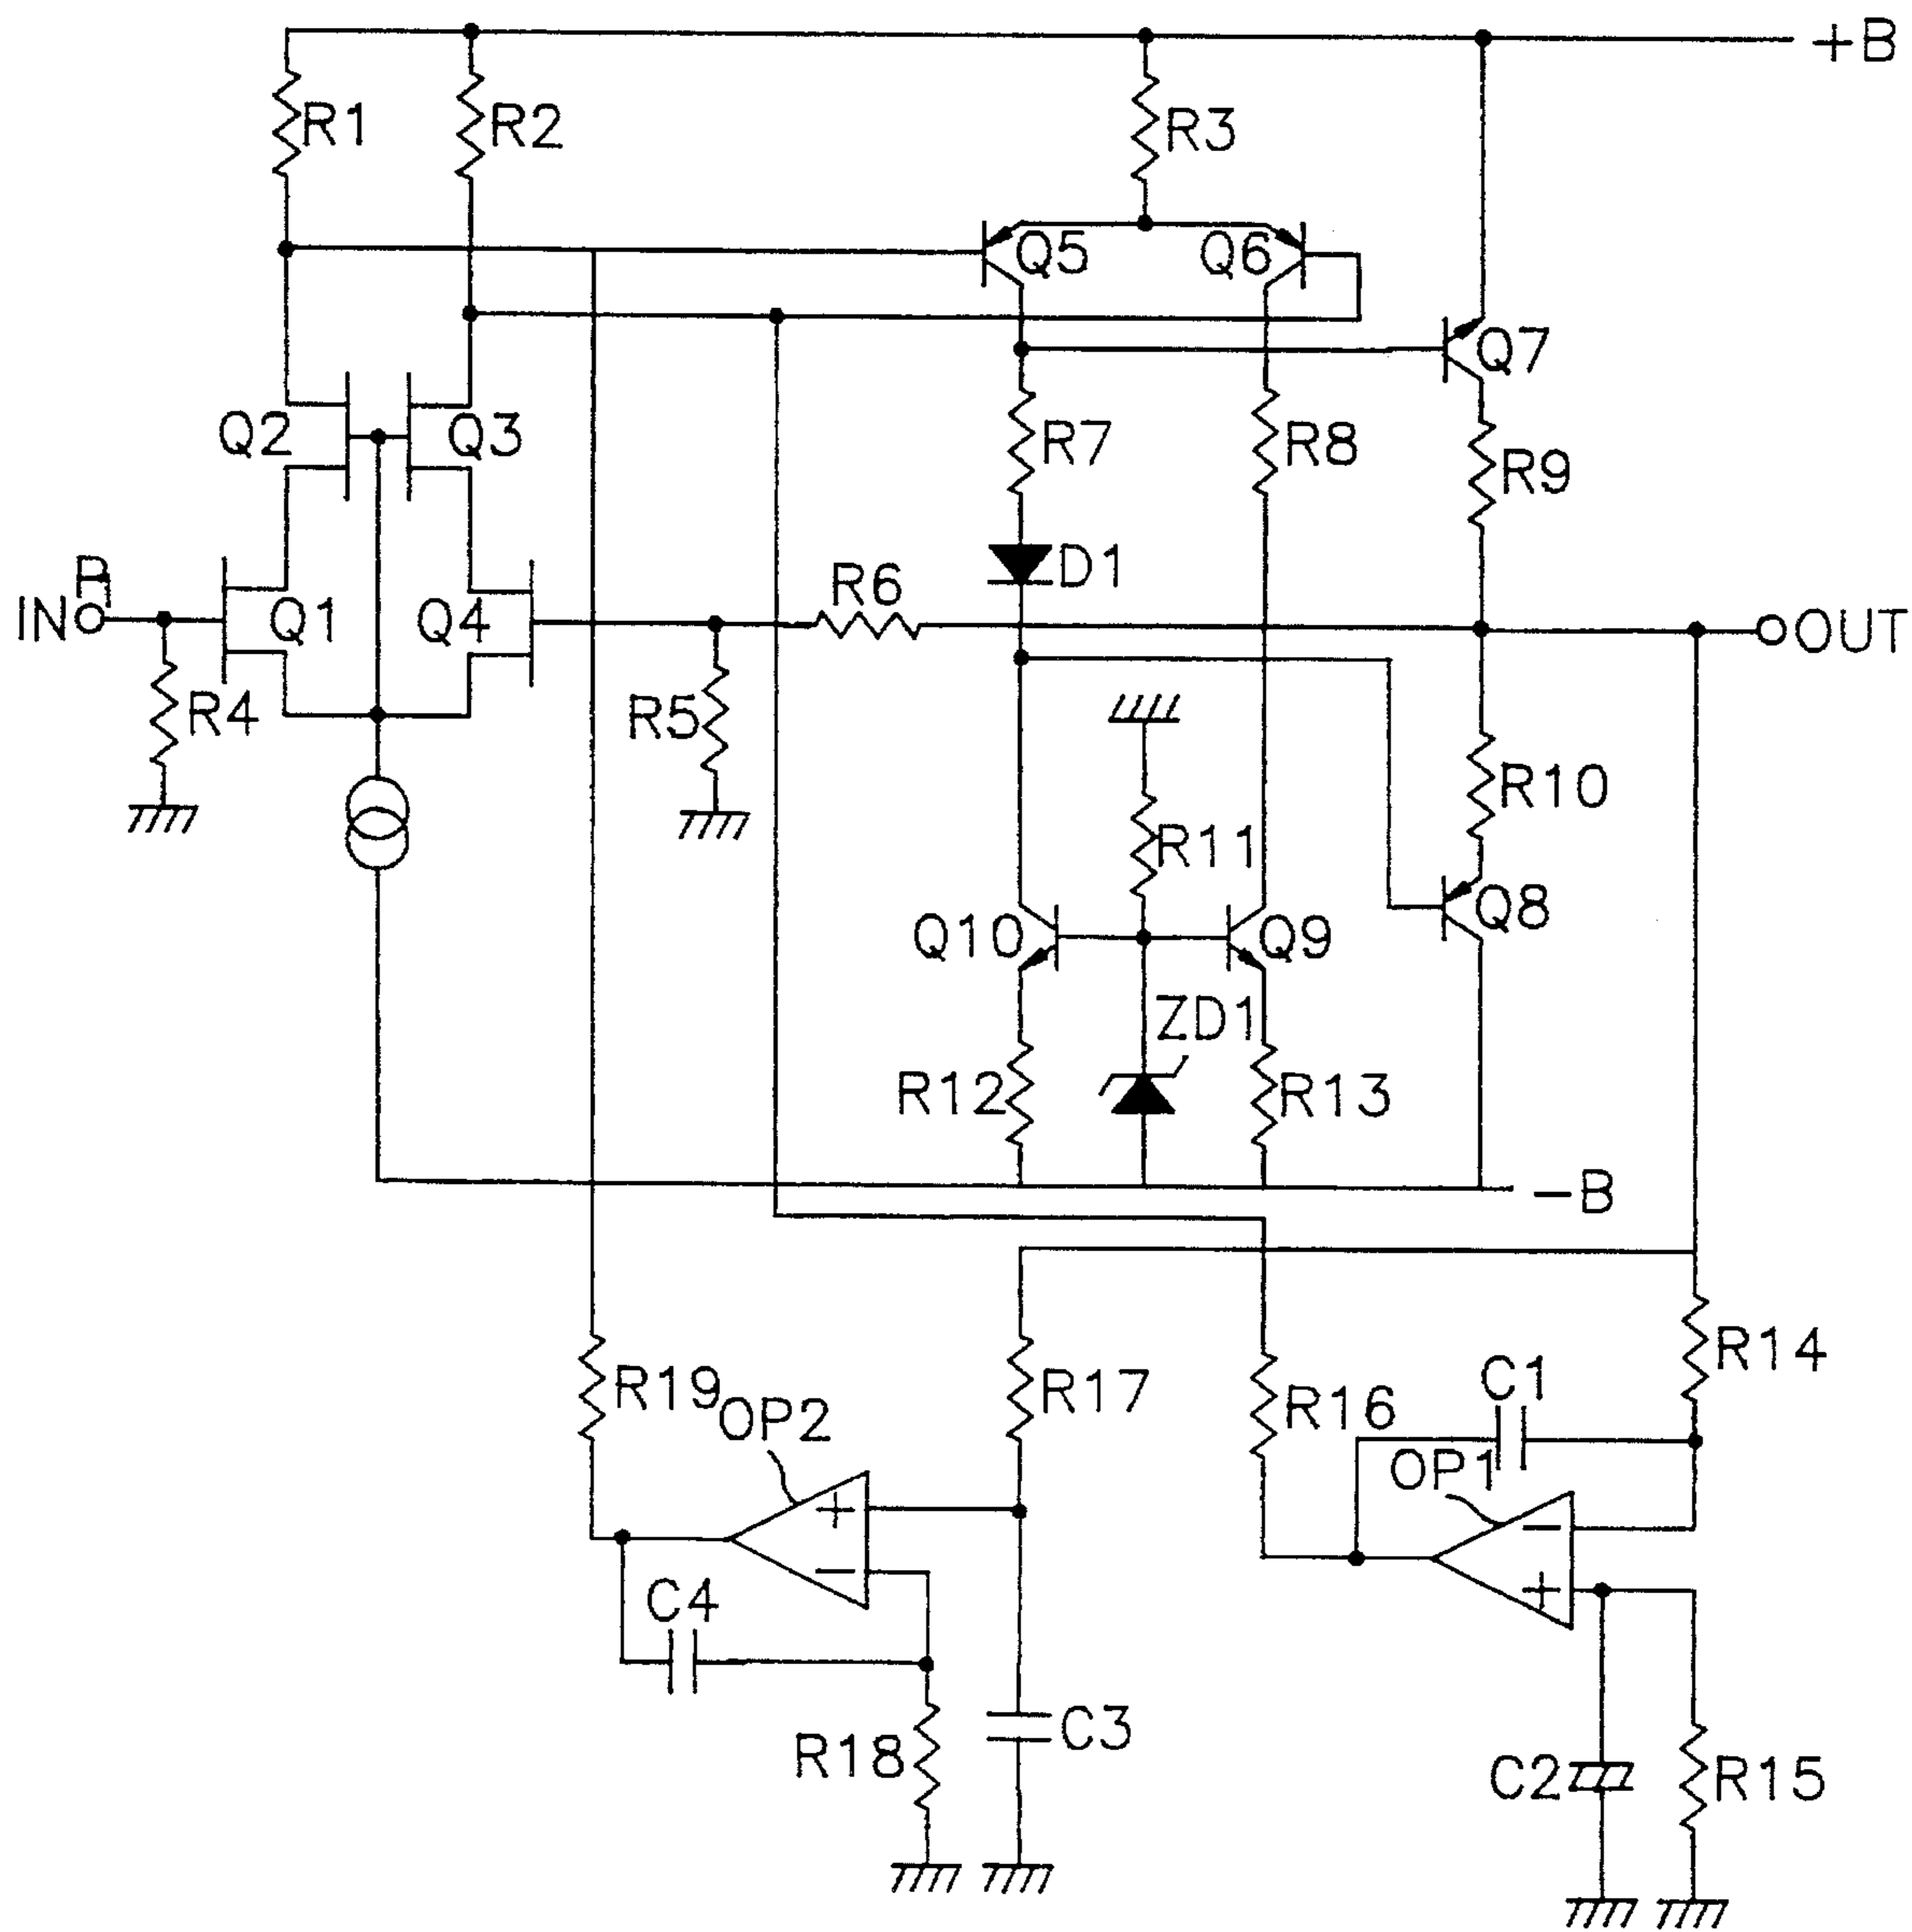 +B
R1
R2
R3
Q5
Q6
Q7
Q2
Q3
R7
R8
R9
P1
IN
Q1
Q4
R6
D1
OUT
R4
R5
R10
R11
Q10
Q9
Q8
ZD1
R12
R13
-B
R14
R19
OP2
R17
R16
C1
OP1
+
-
-
+
C4
R18
C3
C2
R15